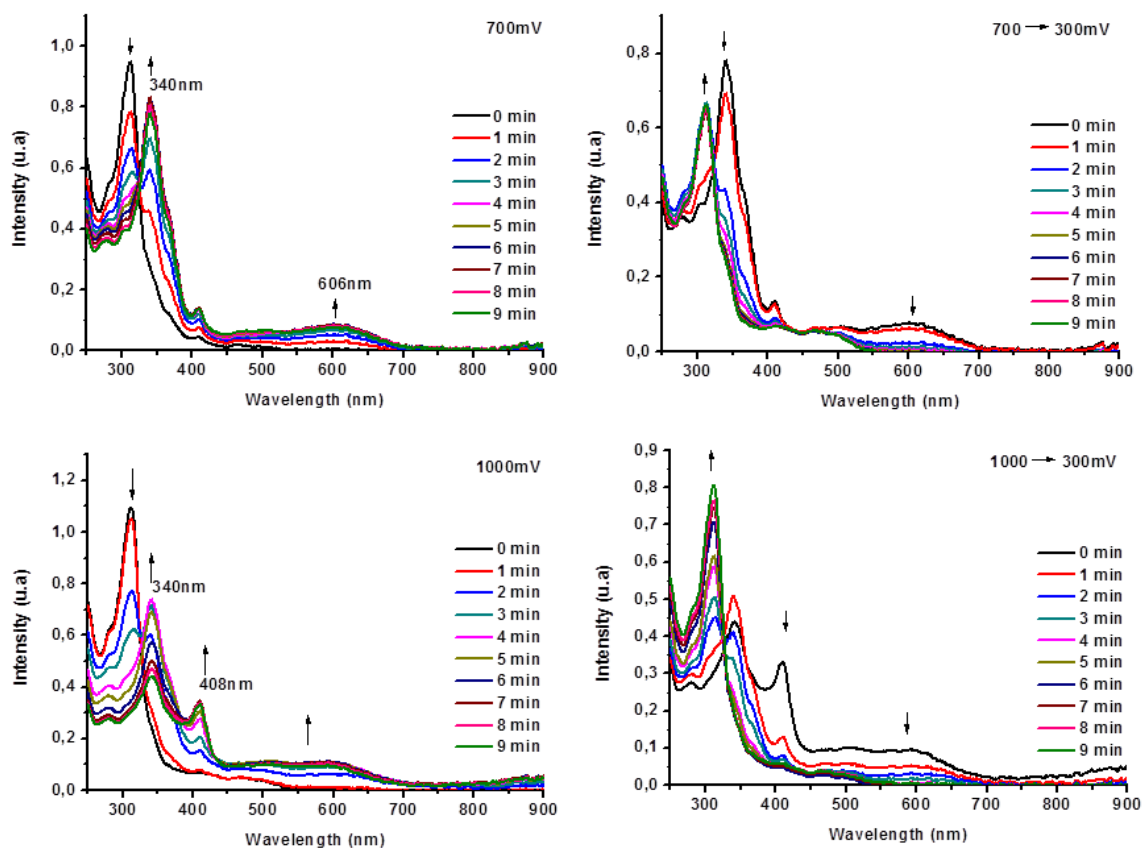 700mV
340nm
606nm
0 min
1 min
2 min
3 min
4 min
5 min
6 min
7 min
8 min
9 min
1,0
0,8
0,6
0,4
0,2
0,0
Intensity (u.a)
300 400 500 600 700 800 900
Wavelength (nm)
700 → 300mV
0 min
1 min
2 min
3 min
4 min
5 min
6 min
7 min
8 min
9 min
0,8
0,6
0,4
0,2
0,0
Intensity (u.a)
300 400 500 600 700 800 900
Wavelength (nm)
1000mV
340nm
408nm
0 min
1 min
2 min
3 min
4 min
5 min
6 min
7 min
8 min
9 min
1,2
1,0
0,8
0,6
0,4
0,2
0,0
Intensity (u.a)
300 400 500 600 700 800 900
Wavelength (nm)
1000 → 300mV
0 min
1 min
2 min
3 min
4 min
5 min
6 min
7 min
8 min
9 min
0,9
0,8
0,7
0,6
0,5
0,4
0,3
0,2
0,1
0,0
Intensity (u.a)
300 400 500 600 700 800 900
Wavelength (nm)